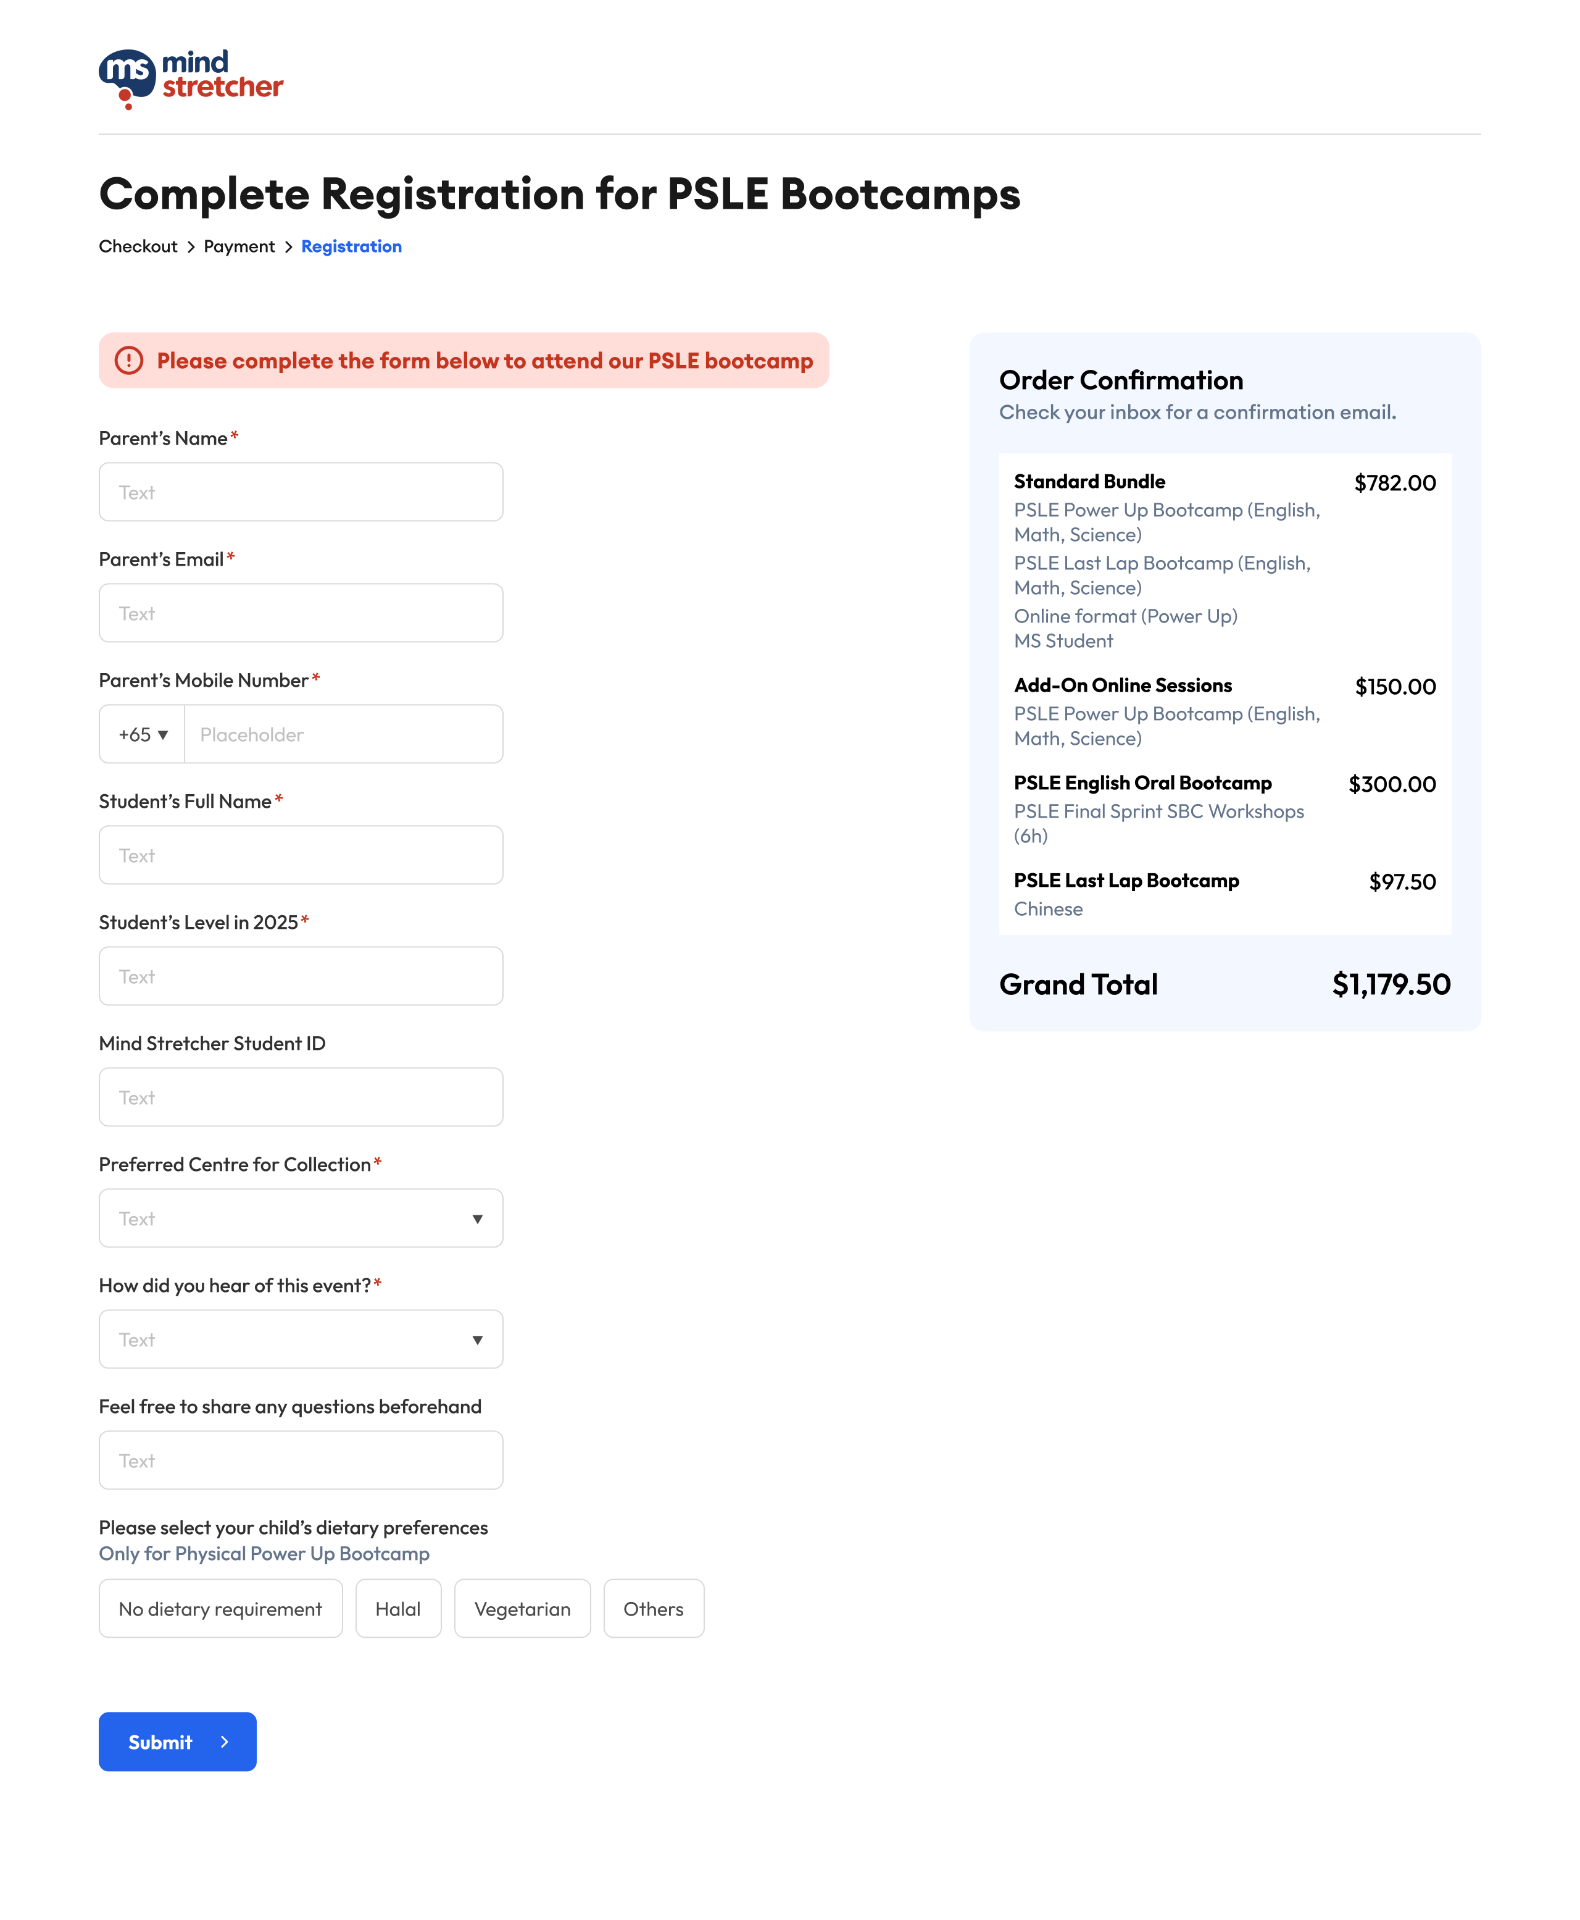 ms mind
stretcher
Complete Registration for PSLE Bootcamps
Checkout > Payment > Registration
Please complete the form below to attend our PSLE bootcamp
Parent's Name*
Text
Parent's Email*
Text
Parent's Mobile Number*
+65 ▼ Placeholder
Student's Full Name*
Text
Student's Level in 2025*
Text
Mind Stretcher Student ID
Text
Preferred Centre for Collection*
Text ▼
How did you hear of this event?*
Text ▼
Feel free to share any questions beforehand
Text
Please select your child's dietary preferences
Only for Physical Power Up Bootcamp
No dietary requirement Halal Vegetarian Others
Submit >
Order Confirmation
Check your inbox for a confirmation email.
Standard Bundle $782.00
PSLE Power Up Bootcamp (English,
Math, Science)
PSLE Last Lap Bootcamp (English,
Math, Science)
Online format (Power Up)
MS Student
Add-On Online Sessions $150.00
PSLE Power Up Bootcamp (English,
Math, Science)
PSLE English Oral Bootcamp $300.00
PSLE Final Sprint SBC Workshops
(6h)
PSLE Last Lap Bootcamp $97.50
Chinese
Grand Total $1,179.50